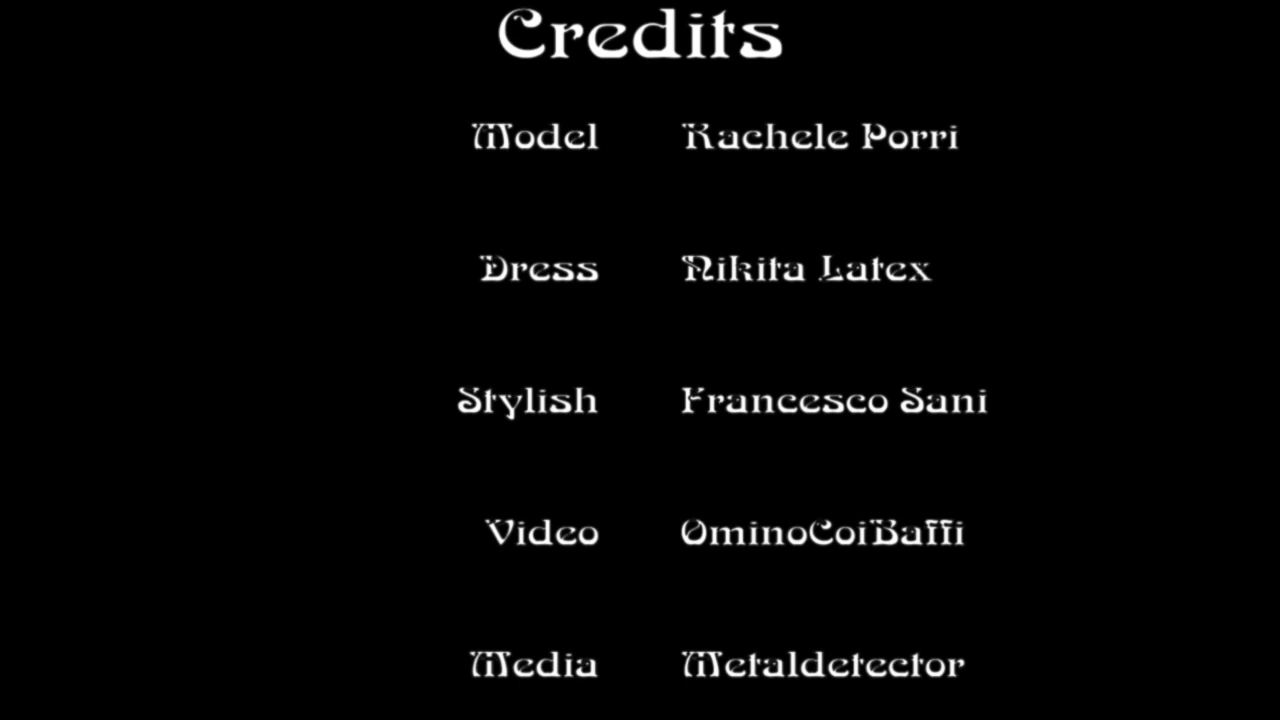 Credits
Model Rachele Porri
Dress Nikita Latex
Stylish Francesco Sani
Video OminoCoiBaffi
Media Metaldetector